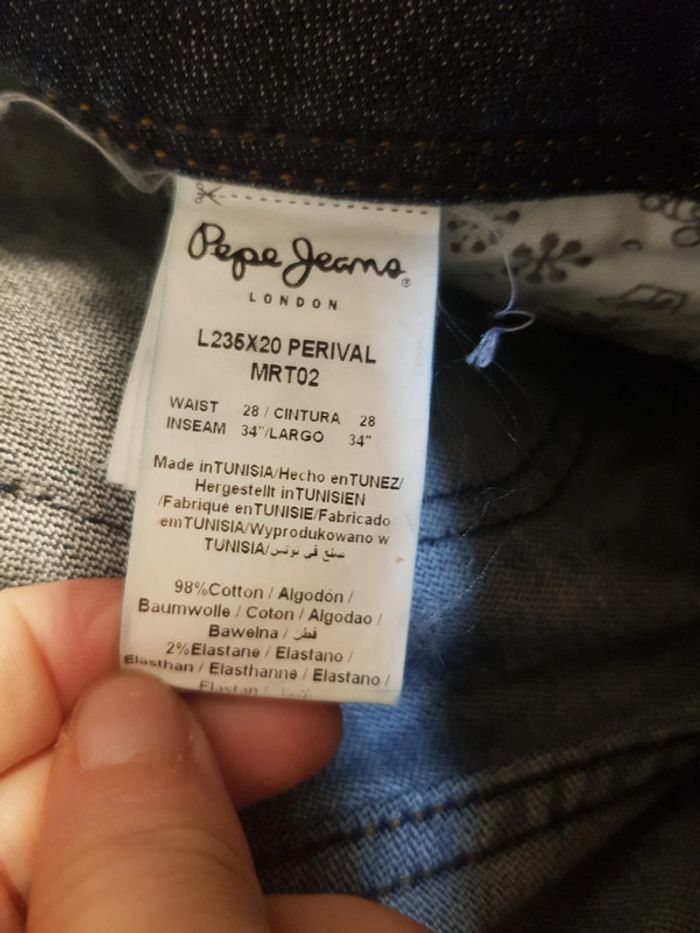 Pepe Jeans®
LONDON
L235X20 PERIVAL
MRT02
WAIST 28 / CINTURA 28
INSEAM 34"/LARGO 34"
Made inTUNISIA/Hecho enTUNEZ/
Hergestellt inTUNISIEN
/Fabriqué enTUNISIE/Fabricado
emTUNISIA/Wyprodukowano w
TUNISIA/صنع في تونس
98%Cotton / Algodón /
Baumwolle / Coton / Algodao /
Bawelna / قطن
2%Elastane / Elastano /
Elasthan / Elasthanne / Elastano /
Elastan /